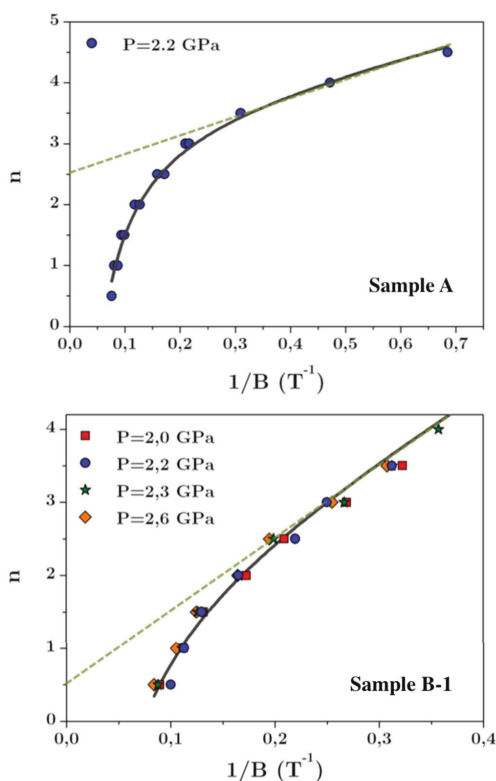 5
P=2.2 GPa
4
3
n
2
1
Sample A
0
0,0 0,1 0,2 0,3 0,4 0,5 0,6 0,7
1/B (T⁻¹)
P=2,0 GPa
4
P=2,2 GPa
P=2,3 GPa
P=2,6 GPa
3
n
2
1
Sample B-1
0
0,0 0,1 0,2 0,3 0,4
1/B (T⁻¹)